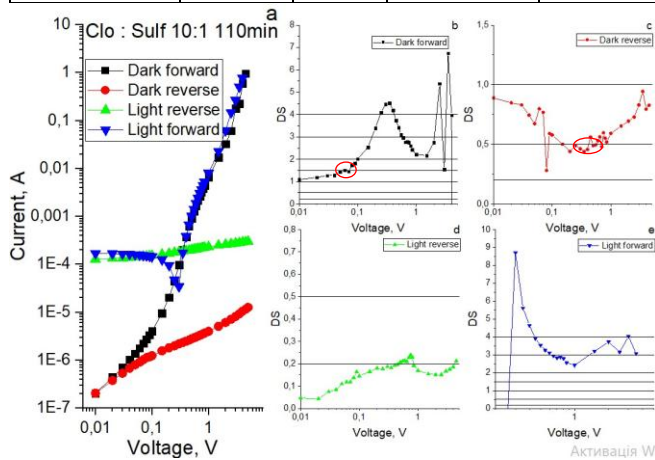 a
Clo : Sulf 10:1 110min
Dark forward
Dark reverse
Light reverse
Light forward
Current, A
10
1
0,1
0,01
0,001
1E-4
1E-5
1E-6
1E-7
0,01 0,1 1
Voltage, V
b
Dark forward
DS
8
7
6
5
4
3
2
1
0
0,01 0,1 1
Voltage, V
c
Dark reverse
DS
1,5
1,0
0,5
0,0
0,01 0,1 1
Voltage, V
d
Light reverse
DS
0,8
0,7
0,6
0,5
0,4
0,3
0,2
0,1
0,0
0,01 0,1 1
Voltage, V
e
Light forward
DS
10
9
8
7
6
5
4
3
2
1
0
1
Voltage, V
Активація W